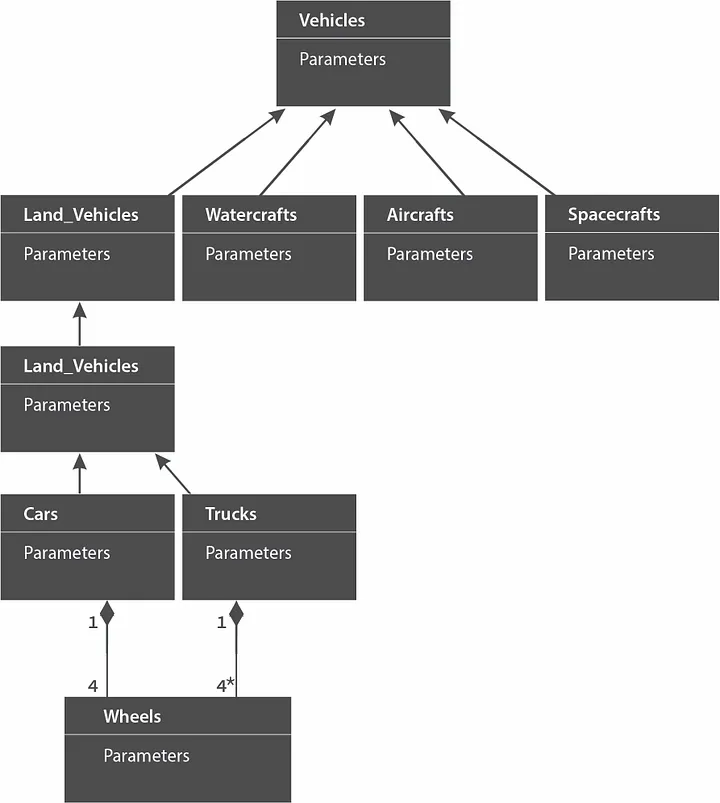 Vehicles
Parameters
Land_Vehicles
Parameters
Watercrafts
Parameters
Aircrafts
Parameters
Spacecrafts
Parameters
Land_Vehicles
Parameters
Cars
Parameters
Trucks
Parameters
1
1
4
4*
Wheels
Parameters